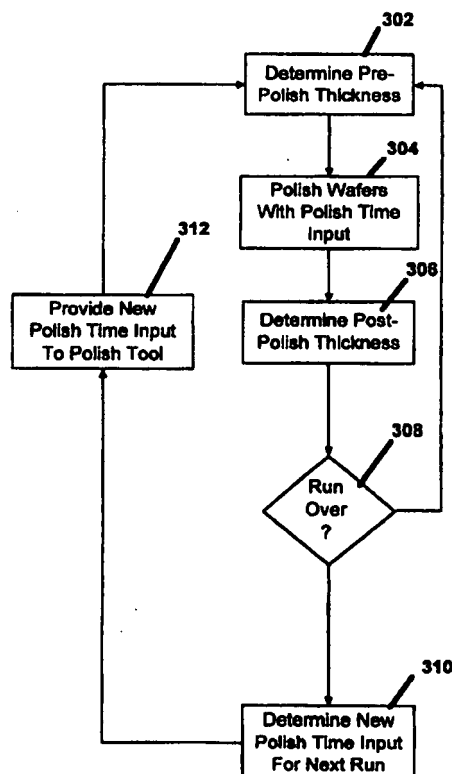 302
Determine Pre-
Polish Thickness
304
Polish Wafers
With Polish Time
Input
312
Provide New
Polish Time Input
To Polish Tool
306
Determine Post-
Polish Thickness
308
Run
Over
?
310
Determine New
Polish Time Input
For Next Run